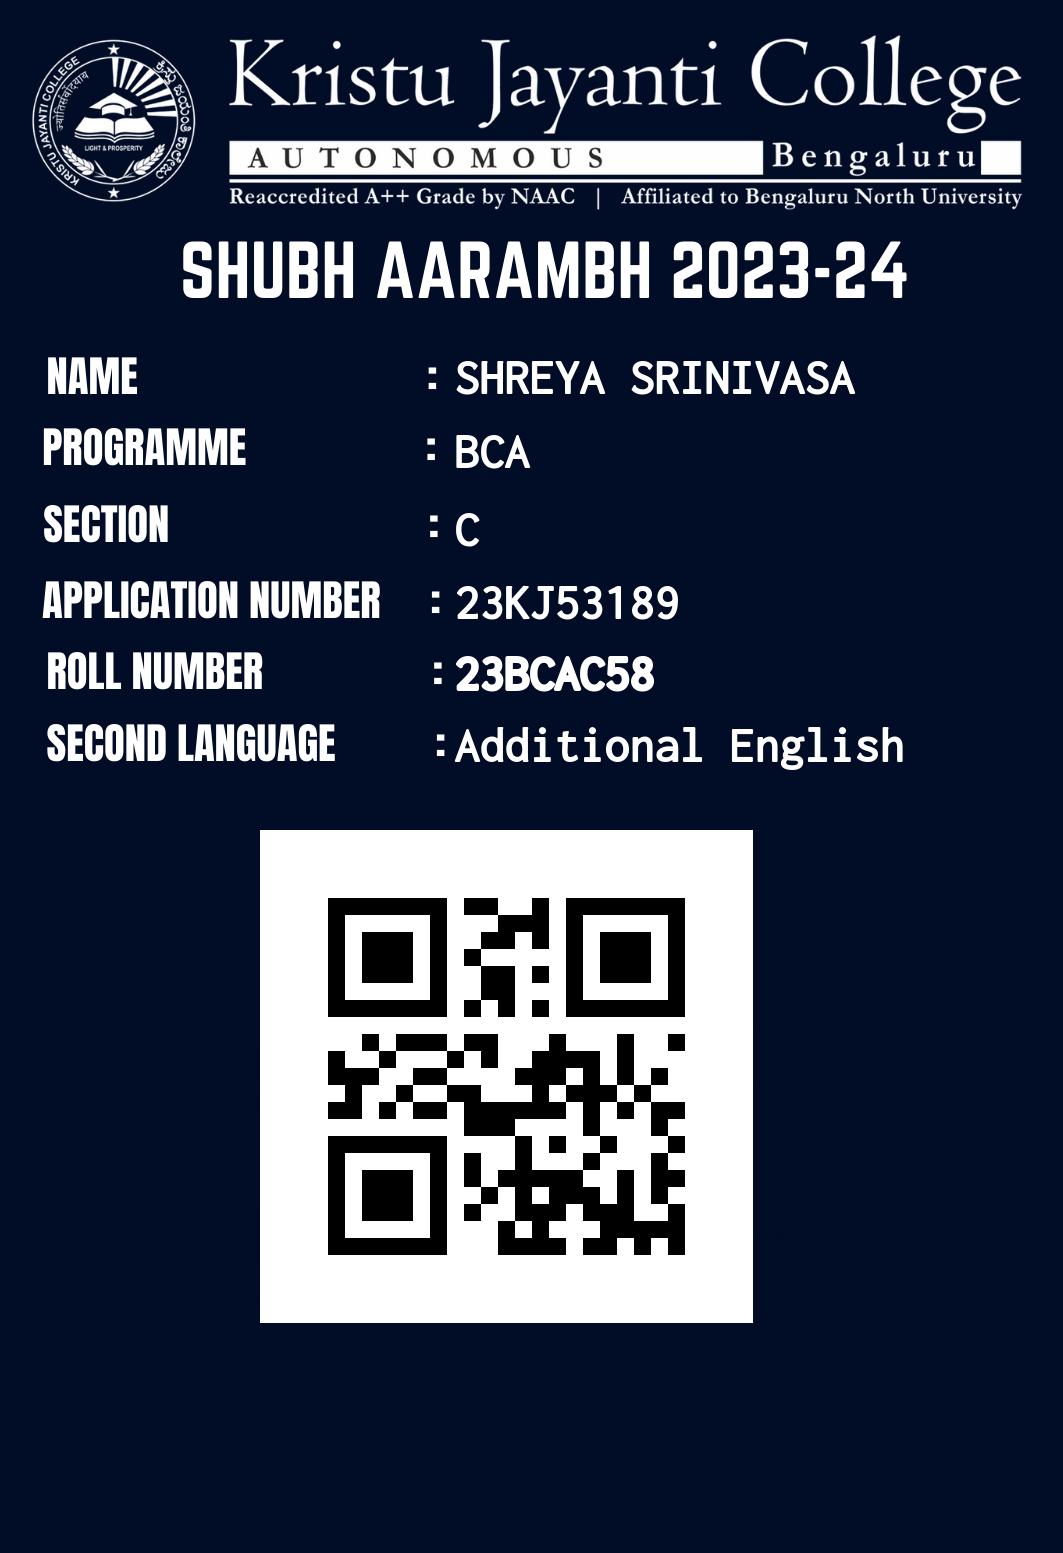 Kristu Jayanti College
AUTONOMOUS Bengaluru
Reaccredited A++ Grade by NAAC | Affiliated to Bengaluru North University
KRISTU JAYANTI COLLEGE
ಕ್ರಿಸ್ತು ಜಯಂತಿ ಕಾಲೇಜು
LIGHT & PROSPERITY
SHUBH AARAMBH 2023-24
NAME : SHREYA SRINIVASA
PROGRAMME : BCA
SECTION : C
APPLICATION NUMBER : 23KJ53189
ROLL NUMBER : 23BCAC58
SECOND LANGUAGE : Additional English